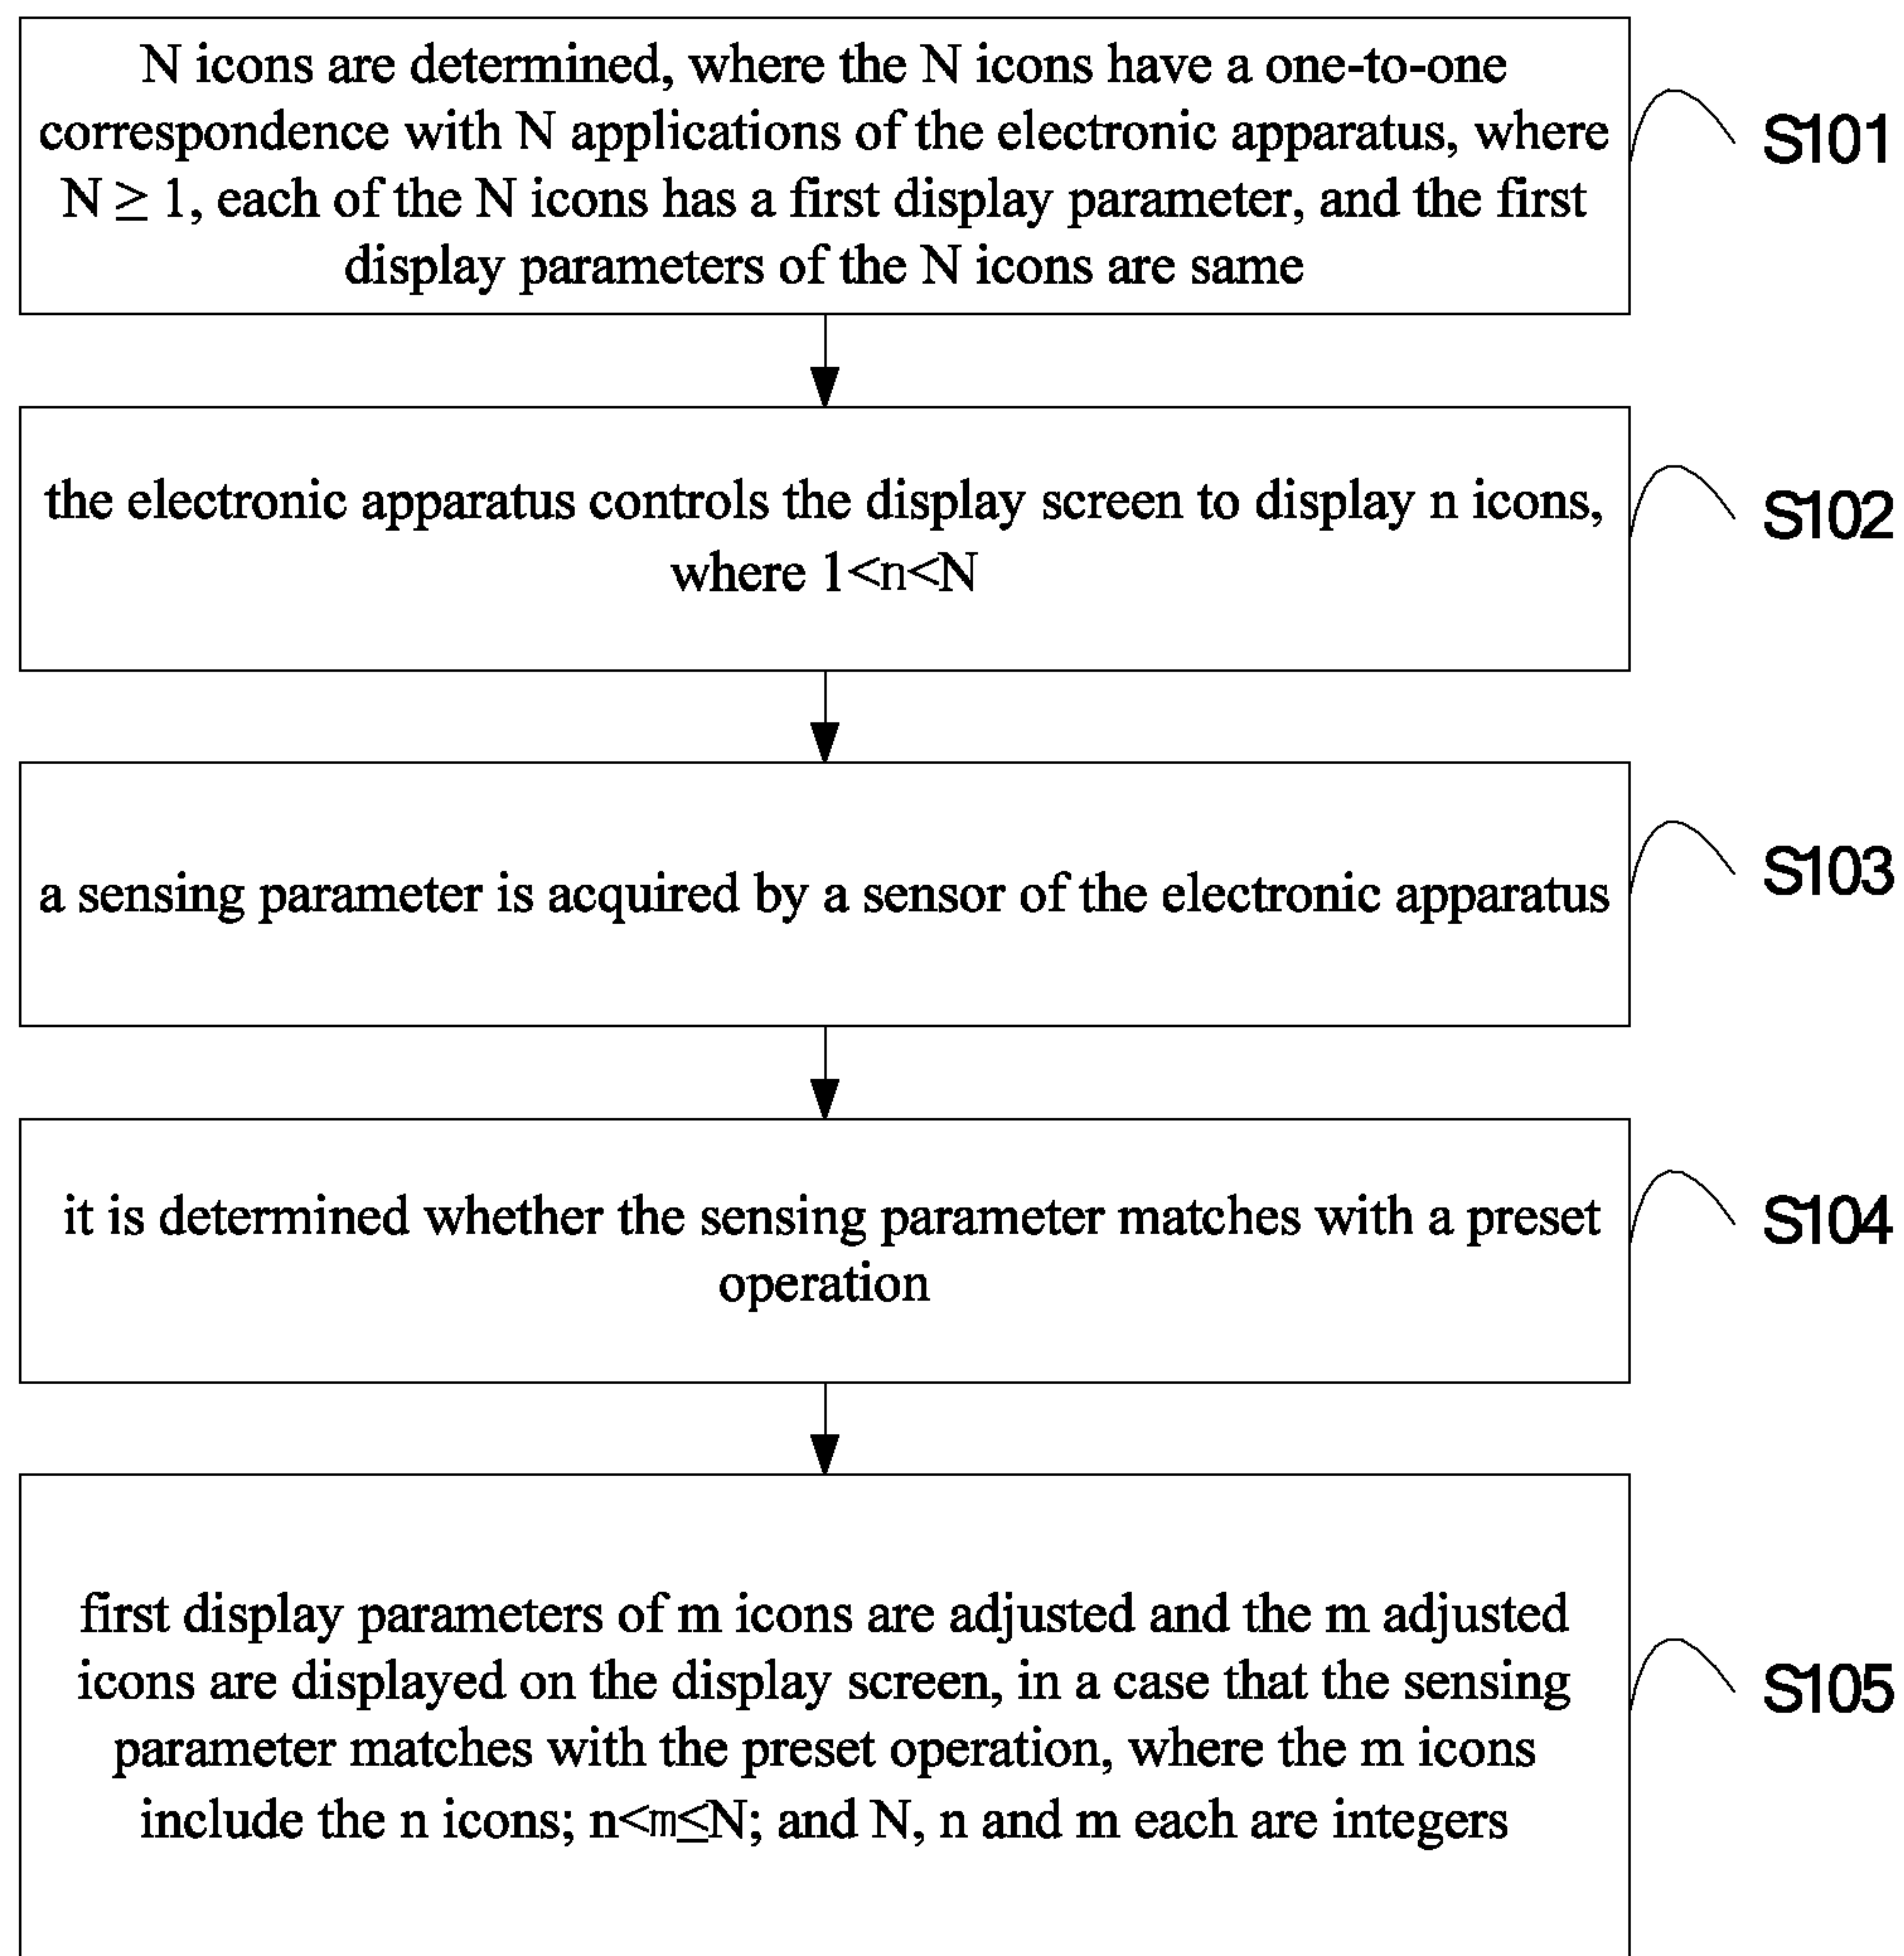 N icons are determined, where the N icons have a one-to-one
correspondence with N applications of the electronic apparatus, where
N ≥ 1, each of the N icons has a first display parameter, and the first
display parameters of the N icons are same
S101
the electronic apparatus controls the display screen to display n icons,
where 1<n<N
S102
a sensing parameter is acquired by a sensor of the electronic apparatus
S103
it is determined whether the sensing parameter matches with a preset
operation
S104
first display parameters of m icons are adjusted and the m adjusted
icons are displayed on the display screen, in a case that the sensing
parameter matches with the preset operation, where the m icons
include the n icons; n<m≤N; and N, n and m each are integers
S105